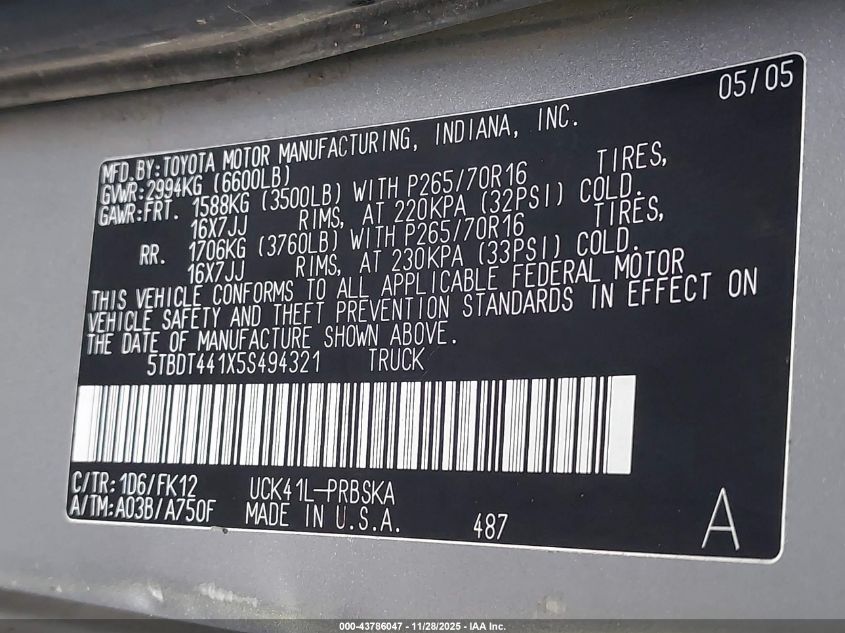 05/05
MFD.BY:TOYOTA MOTOR MANUFACTURING, INDIANA, INC.
GVWR:2994KG (6600LB)
GAWR:FRT. 1588KG (3500LB) WITH P265/70R16 TIRES,
16X7JJ RIMS, AT 220KPA (32PSI) COLD.
RR. 1706KG (3760LB) WITH P265/70R16 TIRES,
16X7JJ RIMS, AT 230KPA (33PSI) COLD.
THIS VEHICLE CONFORMS TO ALL APPLICABLE FEDERAL MOTOR
VEHICLE SAFETY AND THEFT PREVENTION STANDARDS IN EFFECT ON
THE DATE OF MANUFACTURE SHOWN ABOVE.
5TBDT441X5S494321 TRUCK
C/TR: 1D6/FK12 UCK41L-PRBSKA
A/TM: A03B/A750F MADE IN U.S.A. 487 A
000-43786047 - 11/28/2025 - IAA Inc.